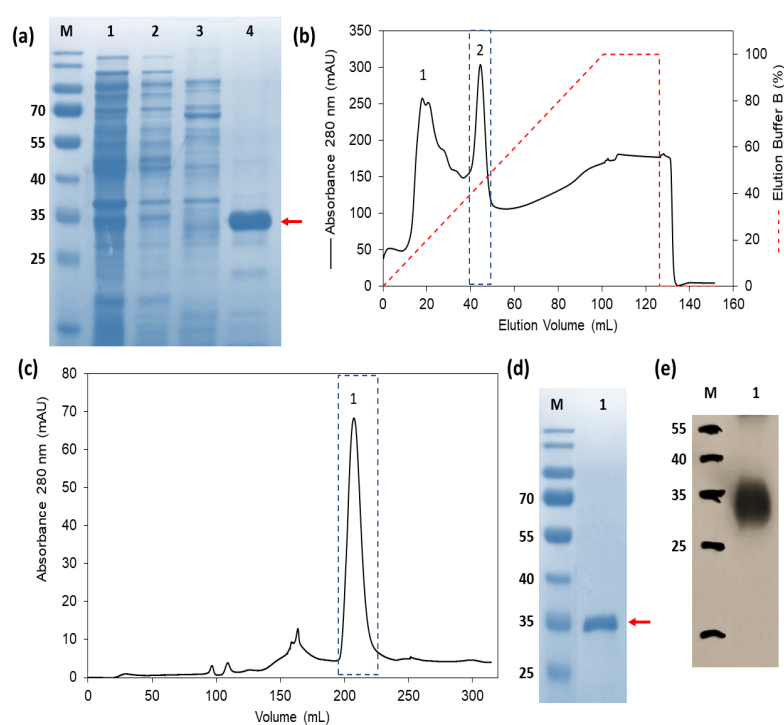 (a)
M 1 2 3 4
70
55
40
35
25
(b)
Absorbance 280 nm (mAU)
350
300
250
200
150
100
50
0
1
2
100
80
60
40
20
0
Elution Buffer B (%)
0 20 40 60 80 100 120 140 160
Elution Volume (mL)
(c)
Absorbance 280 nm (mAU)
80
70
60
50
40
30
20
10
0
1
0 50 100 150 200 250 300
Volume (mL)
(d)
M 1
70
55
40
35
25
(e)
M 1
55
40
35
25